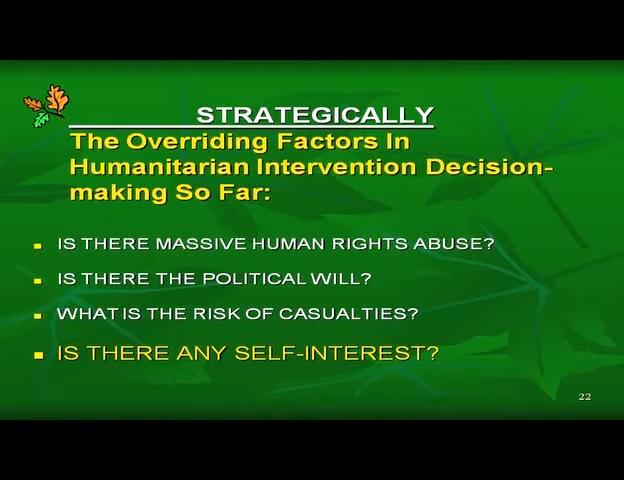 STRATEGICALLY
The Overriding Factors In
Humanitarian Intervention Decision-
making So Far:
IS THERE MASSIVE HUMAN RIGHTS ABUSE?
IS THERE THE POLITICAL WILL?
WHAT IS THE RISK OF CASUALTIES?
IS THERE ANY SELF-INTEREST?
22